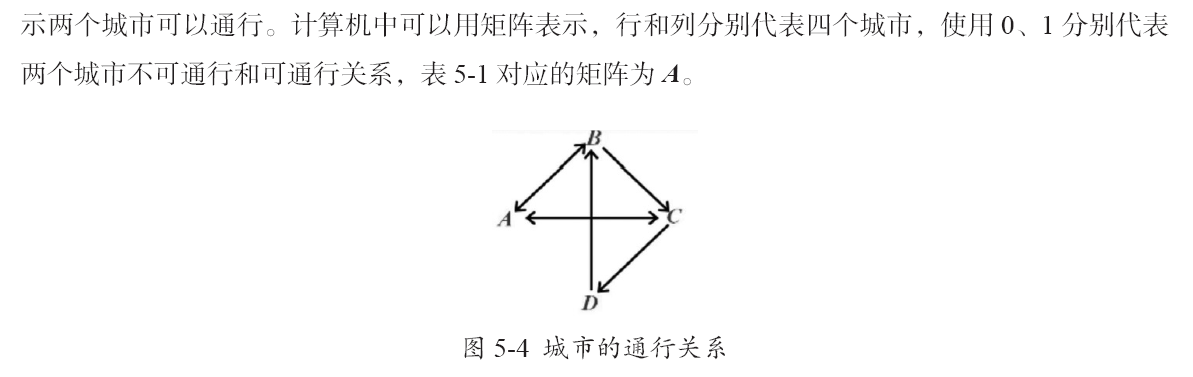 示两个城市可以通行。计算机中可以用矩阵表示，行和列分别代表四个城市，使用 0、1 分别代表
两个城市不可通行和可通行关系，表 5-1 对应的矩阵为 A。
B
A
C
D
图 5-4 城市的通行关系